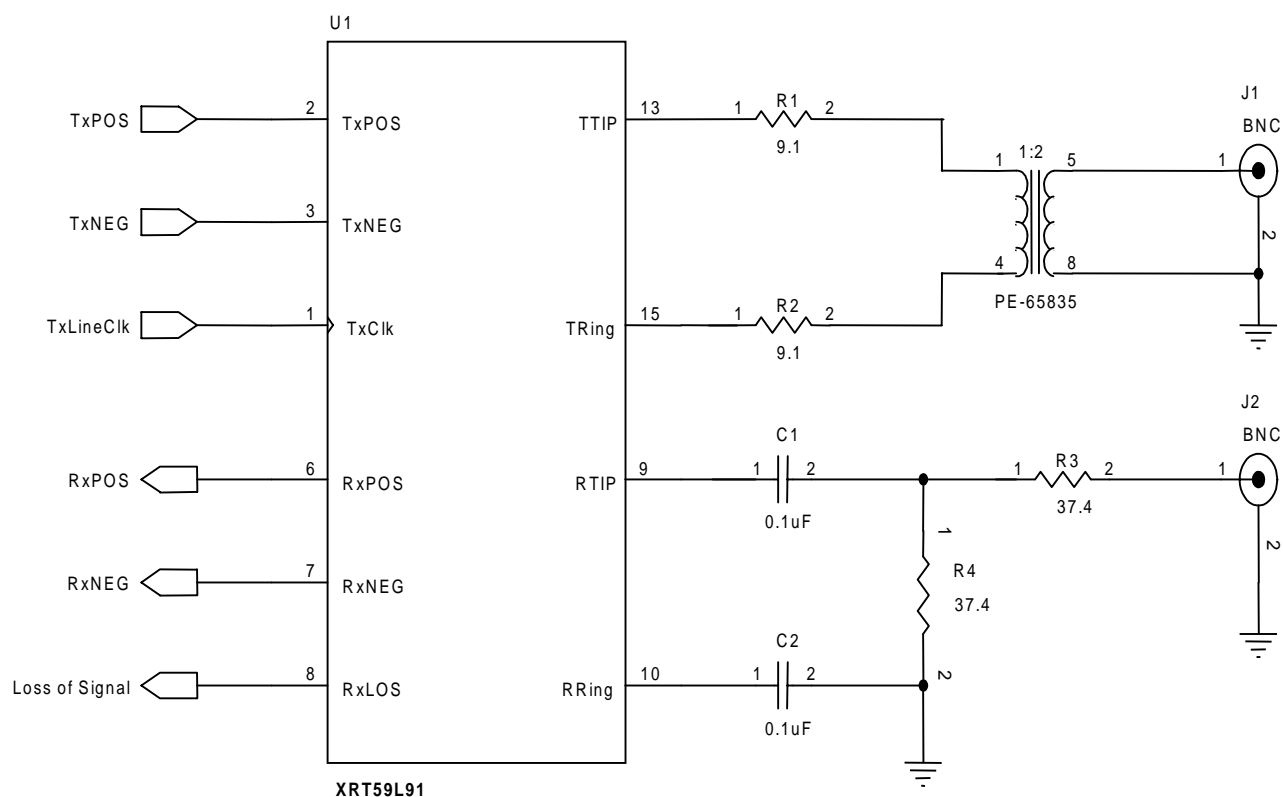 U1
TxPOS
2
TxPOS
TTIP
13
1
R1
2
9.1
J1
BNC
1
2
1:2
1
5
4
8
PE-65835
TxNEG
3
TxNEG
TxLineClk
1
TxClk
TRing
15
1
R2
2
9.1
J2
BNC
1
2
RxPOS
6
RxPOS
RTIP
9
C1
1
2
0.1uF
1
R3
2
37.4
1
R4
37.4
2
RxNEG
7
RxNEG
Loss of Signal
8
RxLOS
RRing
10
C2
1
2
0.1uF
XRT59L91